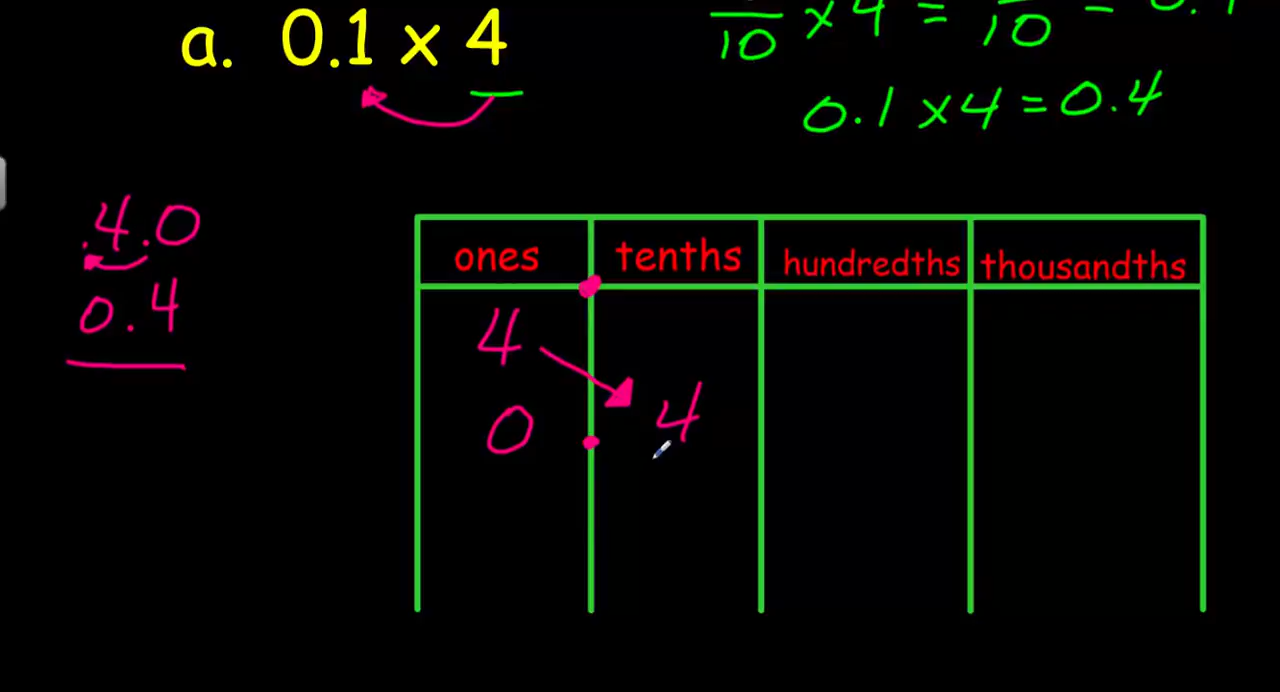 a. 0.1 x 4
10 x 4 = 10 =
0.1 x 4 = 0.4
.4.0
0.4
ones tenths hundredths thousandths
4
0 . 4